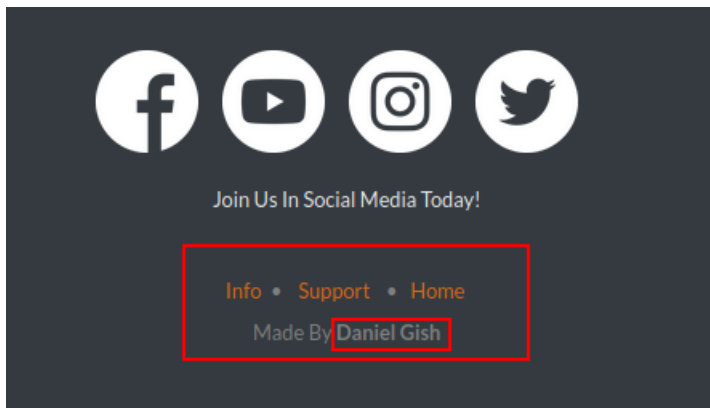 Join Us In Social Media Today!
Info • Support • Home
Made By Daniel Gish